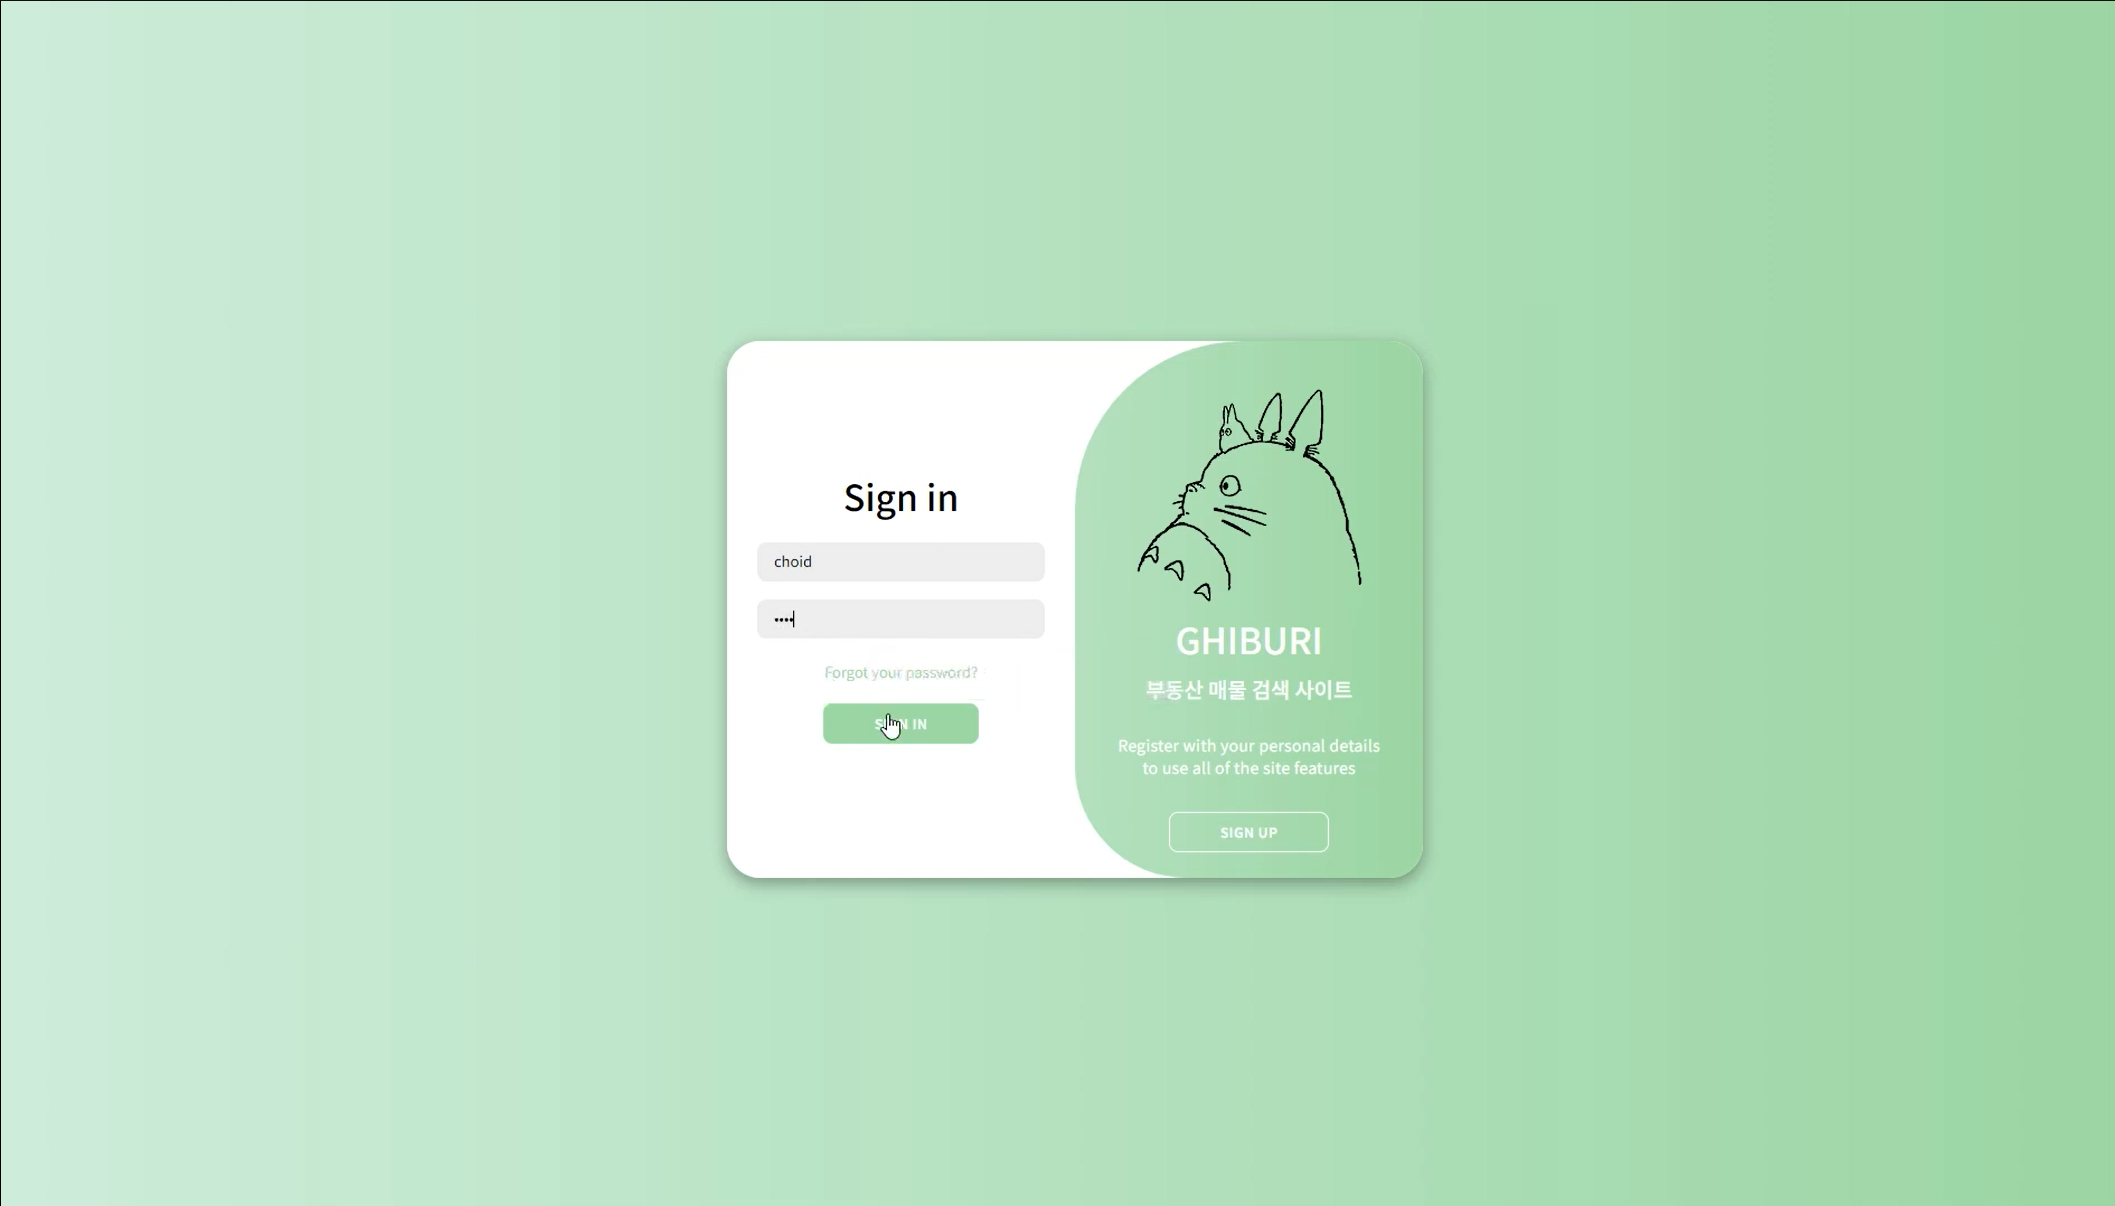 Sign in
choid
••••
Forgot your password?
SIGN IN
GHIBURI
부동산 매물 검색 사이트
Register with your personal details
to use all of the site features
SIGN UP